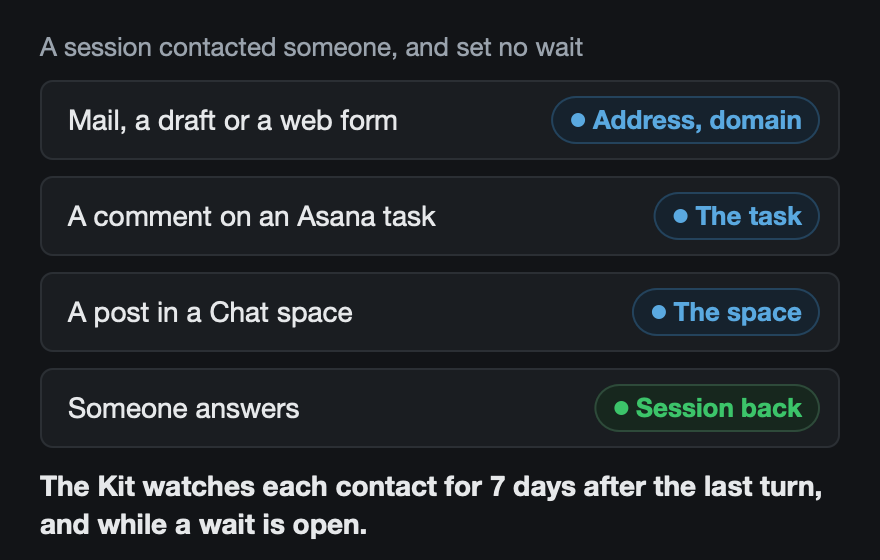 A session contacted someone, and set no wait
Mail, a draft or a web form
Address, domain
A comment on an Asana task
The task
A post in a Chat space
The space
Someone answers
Session back
The Kit watches each contact for 7 days after the last turn,
and while a wait is open.